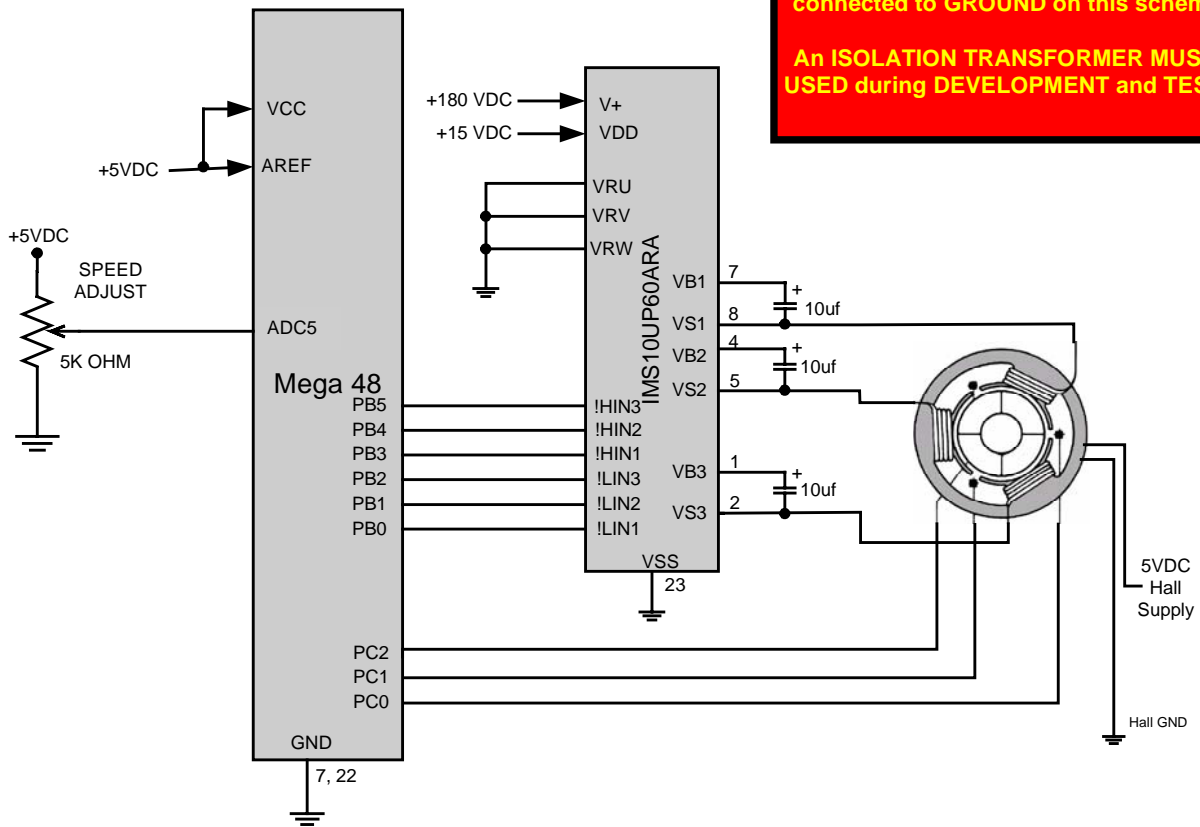 connected to GROUND on this schem
An ISOLATION TRANSFORMER MUS
USED during DEVELOPMENT and TES
VCC
+5VDC
AREF
+5VDC
SPEED
ADJUST
ADC5
5K OHM
Mega 48
PB5
PB4
PB3
PB2
PB1
PB0
PC2
PC1
PC0
GND
7, 22
+180 VDC
V+
+15 VDC
VDD
VRU
VRV
VRW
IMS10UP60ARA
VB1
7
+
10uf
VS1
8
VB2
4
+
10uf
VS2
5
!HIN3
!HIN2
!HIN1
!LIN3
!LIN2
!LIN1
VB3
1
+
10uf
VS3
2
VSS
23
5VDC
Hall
Supply
Hall GND